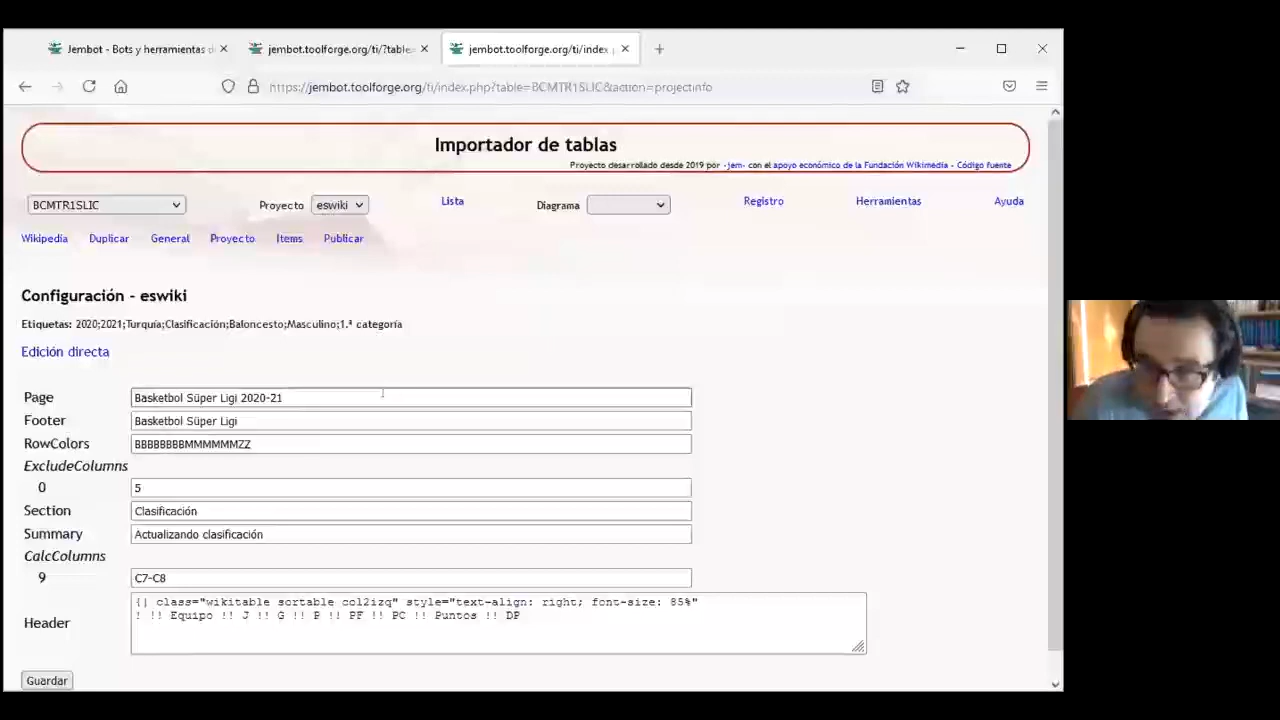 Jembot - Bots y herramientas d
jembot.toolforge.org/ti/?table=
jembot.toolforge.org/ti/index.p
https://jembot.toolforge.org/ti/index.php?table=BCMTR1SLIC&action=projectinfo
Importador de tablas
Proyecto desarrollado desde 2019 por -jem- con el apoyo económico de la Fundación Wikimedia - Código fuente
BCMTR1SLIC Proyecto eswiki Lista Diagrama Registro Herramientas Ayuda
Wikipedia Duplicar General Proyecto Items Publicar
Configuración - eswiki
Etiquetas: 2020;2021;Turquía;Clasificación;Baloncesto;Masculino;1.ª categoría
Edición directa
Page Basketbol Süper Ligi 2020-21
Footer Basketbol Süper Ligi
RowColors BBBBBBBBMMMMMMZZ
ExcludeColumns
0 5
Section Clasificación
Summary Actualizando clasificación
CalcColumns
9 C7-C8
{| class="wikitable sortable col2izq" style="text-align: right; font-size: 85%"
! !! Equipo !! J !! G !! P !! PF !! PC !! Puntos !! DP
Header
Guardar